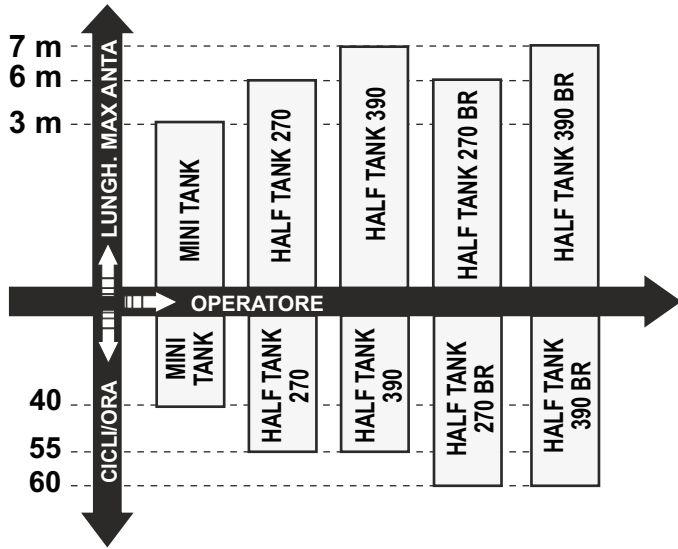 7 m
6 m
3 m
LUNGH. MAX ANTA
MINI TANK
HALF TANK 270
HALF TANK 390
HALF TANK 270 BR
HALF TANK 390 BR
OPERATORE
CICLI/ORA
40
55
60
MINI
TANK
HALF TANK
270
HALF TANK
390
HALF TANK
270 BR
HALF TANK
390 BR